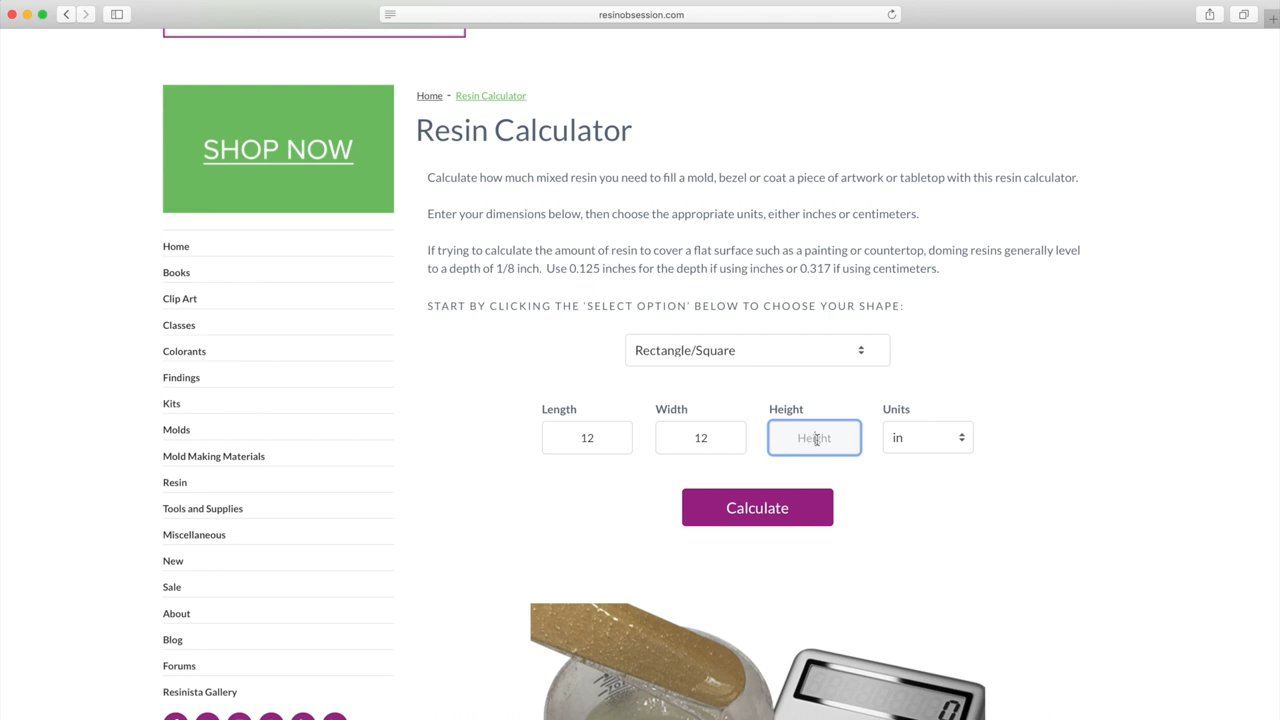 resinobsession.com
SHOP NOW
Home - Resin Calculator
Resin Calculator
Calculate how much mixed resin you need to fill a mold, bezel or coat a piece of artwork or tabletop with this resin calculator.
Enter your dimensions below, then choose the appropriate units, either inches or centimeters.
If trying to calculate the amount of resin to cover a flat surface such as a painting or countertop, doming resins generally level
to a depth of 1/8 inch. Use 0.125 inches for the depth if using inches or 0.317 if using centimeters.
START BY CLICKING THE ‘SELECT OPTION’ BELOW TO CHOOSE YOUR SHAPE:
Rectangle/Square
Length Width Height Units
12 12 Height in
Calculate
Home
Books
Clip Art
Classes
Colorants
Findings
Kits
Molds
Mold Making Materials
Resin
Tools and Supplies
Miscellaneous
New
Sale
About
Blog
Forums
Resinista Gallery
0